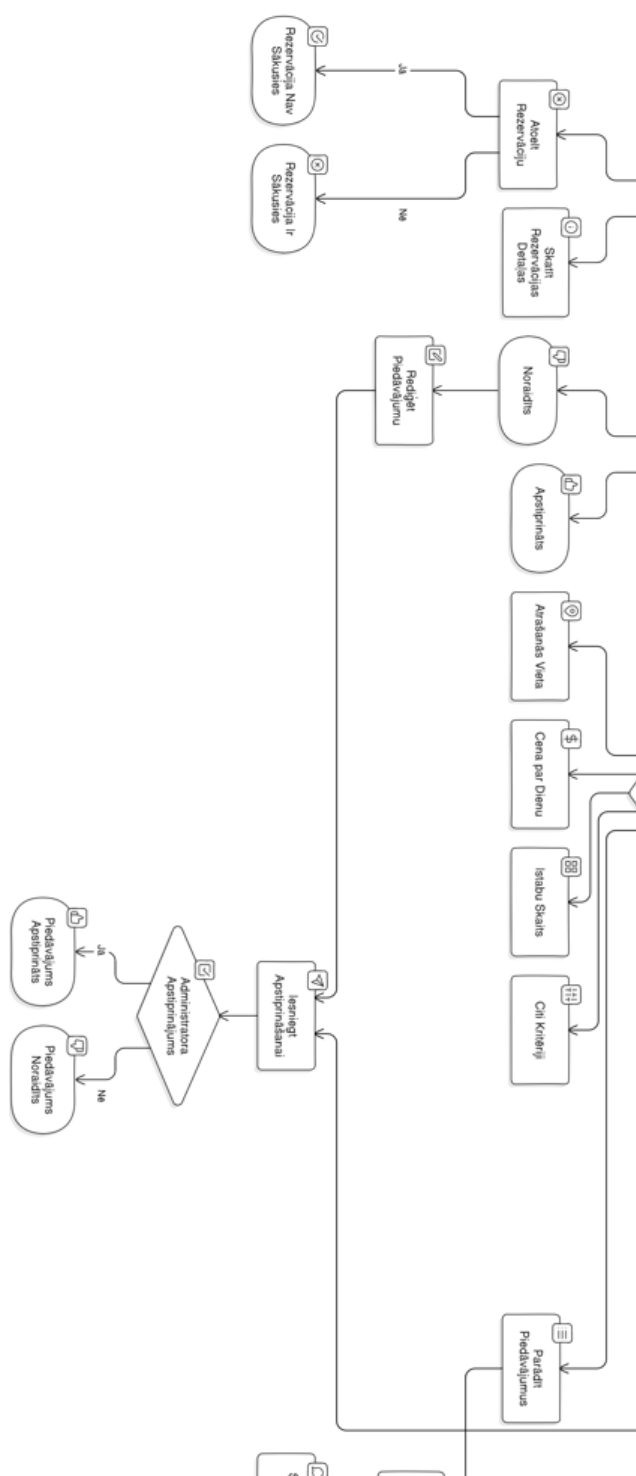 Atcelt
Rezervāciju
Skatīt
Rezervācijas
Detaļas
Noraidīts
Apstiprināts
Atrašanās Vieta
Cena par Dienu
Istabu Skaits
Citi Kritēriji
Parādīt
Piedāvājumus
Jā
Nē
Rediģēt
Piedāvājumu
Rezervācija Nav
Sākusies
Rezervācija Ir
Sākusies
Iesniegt
Apstiprināšanai
Administratora
Apstiprinājums
Jā
Nē
Piedāvājums
Apstiprināts
Piedāvājums
Noraidīts